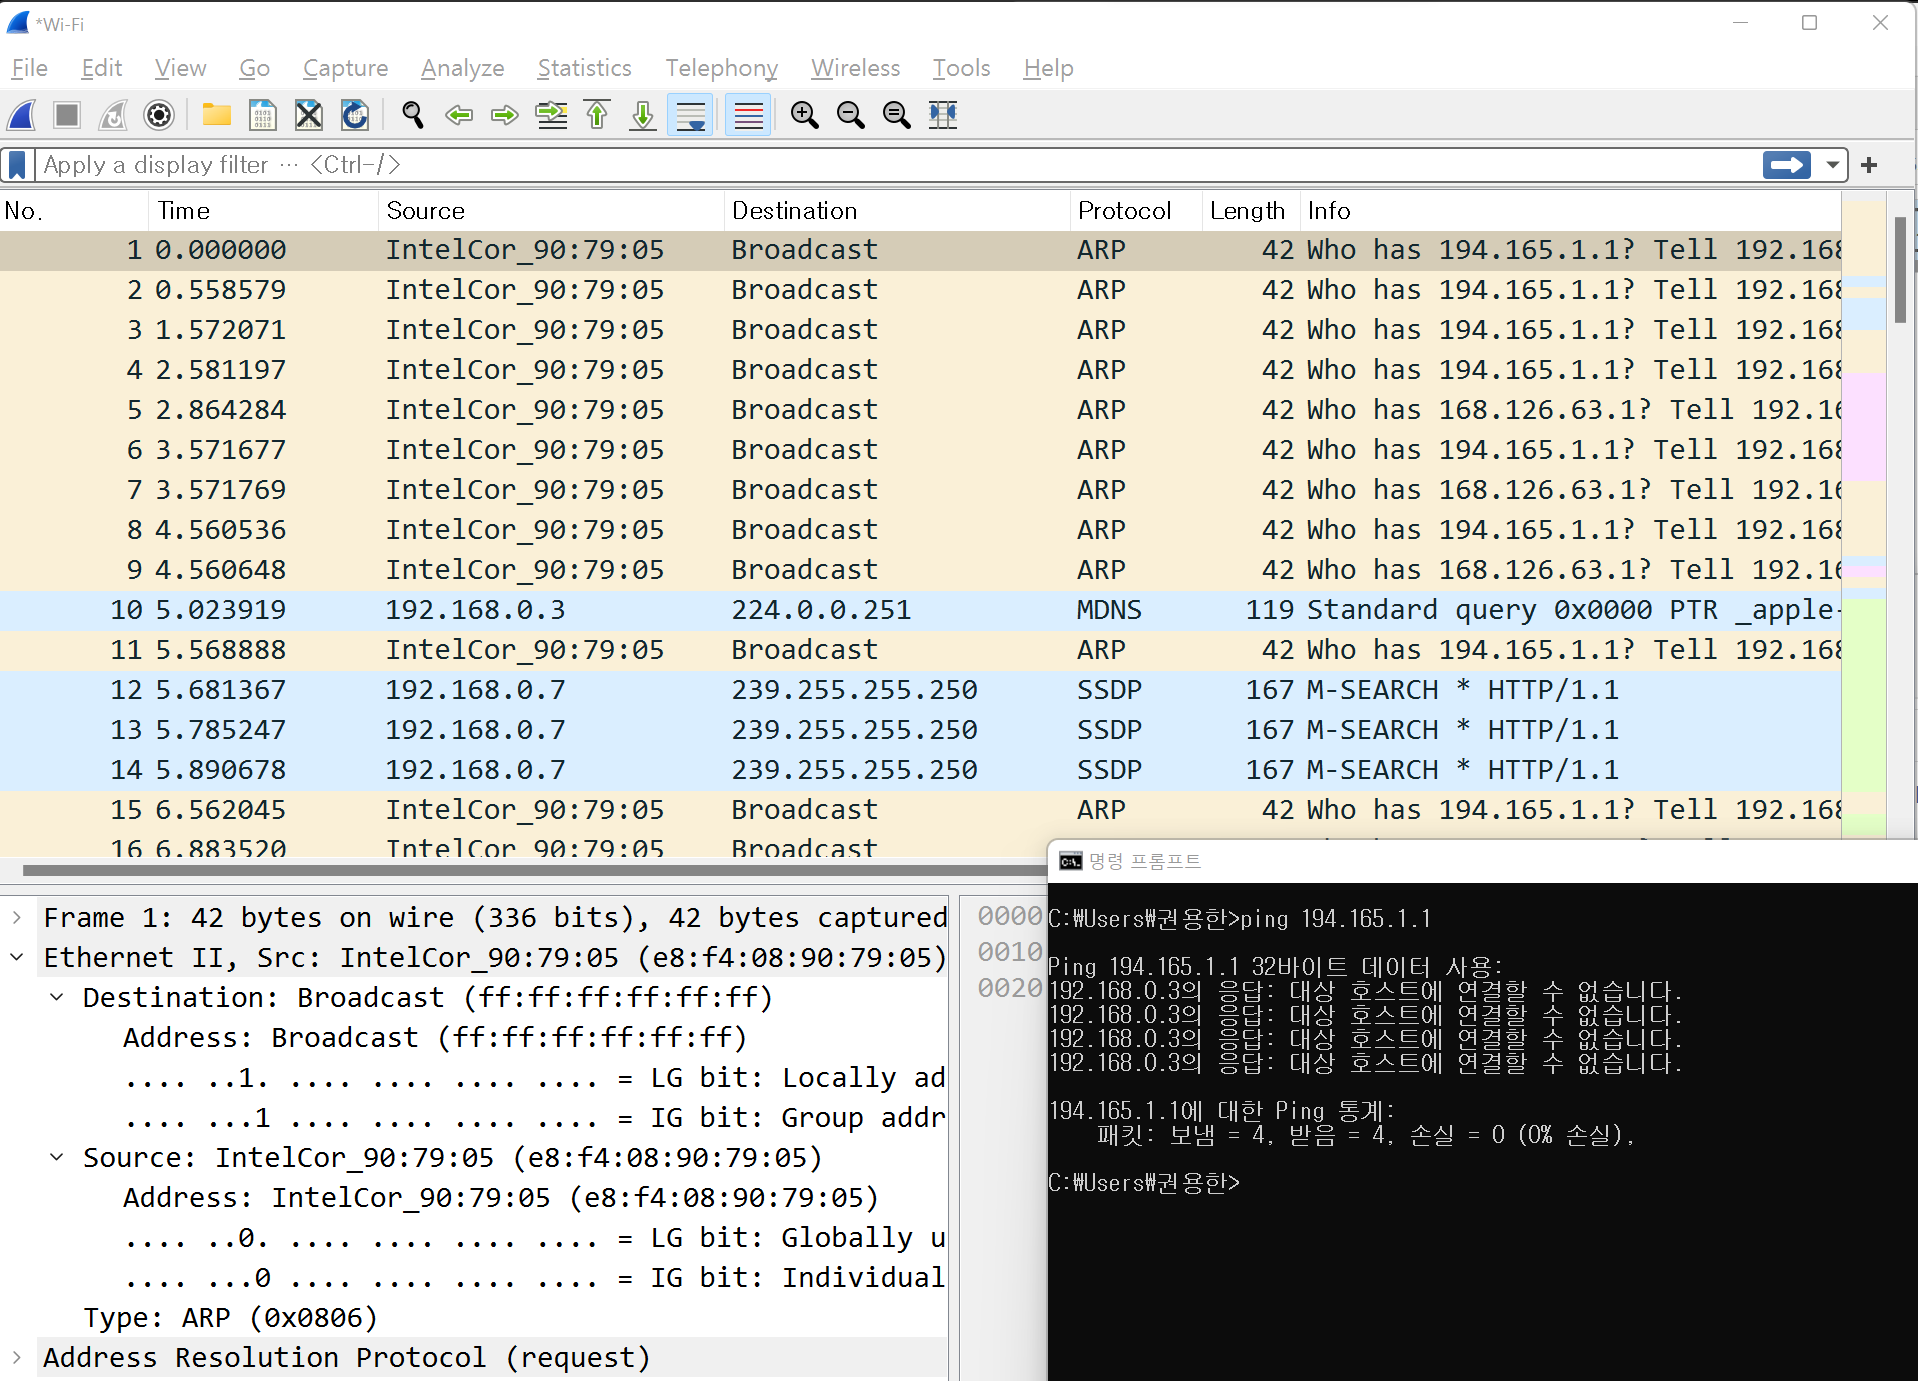 *Wi-Fi
File Edit View Go Capture Analyze Statistics Telephony Wireless Tools Help
Apply a display filter ... <Ctrl-/>
No. Time Source Destination Protocol Length Info
1 0.000000 IntelCor_90:79:05 Broadcast ARP 42 Who has 194.165.1.1? Tell 192.168
2 0.558579 IntelCor_90:79:05 Broadcast ARP 42 Who has 194.165.1.1? Tell 192.168
3 1.572071 IntelCor_90:79:05 Broadcast ARP 42 Who has 194.165.1.1? Tell 192.168
4 2.581197 IntelCor_90:79:05 Broadcast ARP 42 Who has 194.165.1.1? Tell 192.168
5 2.864284 IntelCor_90:79:05 Broadcast ARP 42 Who has 168.126.63.1? Tell 192.16
6 3.571677 IntelCor_90:79:05 Broadcast ARP 42 Who has 194.165.1.1? Tell 192.168
7 3.571769 IntelCor_90:79:05 Broadcast ARP 42 Who has 168.126.63.1? Tell 192.16
8 4.560536 IntelCor_90:79:05 Broadcast ARP 42 Who has 194.165.1.1? Tell 192.168
9 4.560648 IntelCor_90:79:05 Broadcast ARP 42 Who has 168.126.63.1? Tell 192.16
10 5.023919 192.168.0.3 224.0.0.251 MDNS 119 Standard query 0x0000 PTR _apple-
11 5.568888 IntelCor_90:79:05 Broadcast ARP 42 Who has 194.165.1.1? Tell 192.168
12 5.681367 192.168.0.7 239.255.255.250 SSDP 167 M-SEARCH * HTTP/1.1
13 5.785247 192.168.0.7 239.255.255.250 SSDP 167 M-SEARCH * HTTP/1.1
14 5.890678 192.168.0.7 239.255.255.250 SSDP 167 M-SEARCH * HTTP/1.1
15 6.562045 IntelCor_90:79:05 Broadcast ARP 42 Who has 194.165.1.1? Tell 192.168
16 6.883520 IntelCor_90:79:05 Broadcast
Frame 1: 42 bytes on wire (336 bits), 42 bytes captured
Ethernet II, Src: IntelCor_90:79:05 (e8:f4:08:90:79:05)
Destination: Broadcast (ff:ff:ff:ff:ff:ff)
Address: Broadcast (ff:ff:ff:ff:ff:ff)
.... ..1. .... .... .... .... = LG bit: Locally ad
.... ...1 .... .... .... .... = IG bit: Group addr
Source: IntelCor_90:79:05 (e8:f4:08:90:79:05)
Address: IntelCor_90:79:05 (e8:f4:08:90:79:05)
.... ..0. .... .... .... .... = LG bit: Globally u
.... ...0 .... .... .... .... = IG bit: Individual
Type: ARP (0x0806)
Address Resolution Protocol (request)
0000
0010
0020
명령 프롬프트
C:₩Users₩권용한>ping 194.165.1.1
Ping 194.165.1.1 32바이트 데이터 사용:
192.168.0.3의 응답: 대상 호스트에 연결할 수 없습니다.
192.168.0.3의 응답: 대상 호스트에 연결할 수 없습니다.
192.168.0.3의 응답: 대상 호스트에 연결할 수 없습니다.
192.168.0.3의 응답: 대상 호스트에 연결할 수 없습니다.
194.165.1.1에 대한 Ping 통계:
패킷: 보냄 = 4, 받음 = 4, 손실 = 0 (0% 손실),
C:₩Users₩권용한>